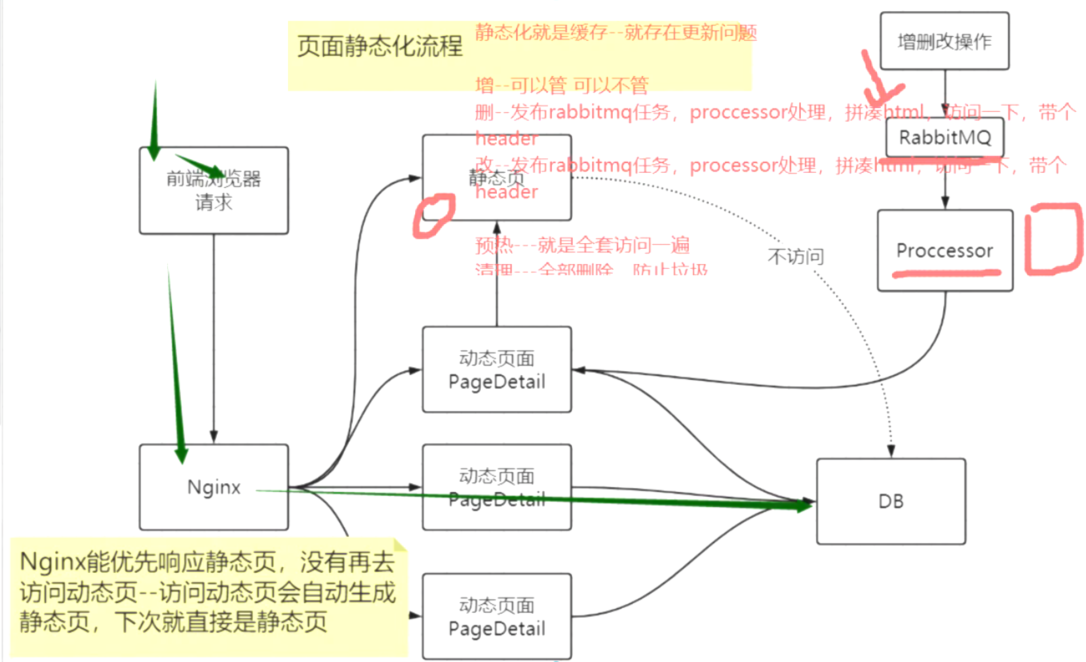 页面静态化流程
静态化就是缓存--就存在更新问题
增--可以管 可以不管
删--发布rabbitmq任务，proccessor处理，拼凑html，访问一下，带个
header
改--发布rabbitmq任务，processor处理，拼凑html，访问一下，带个
header
预热---就是全套访问一遍
清理---全部删除，防止垃圾
增删改操作
RabbitMQ
Proccessor
前端浏览器
请求
静态页
不访问
动态页面
PageDetail
Nginx
动态页面
PageDetail
DB
动态页面
PageDetail
Nginx能优先响应静态页，没有再去
访问动态页--访问动态页会自动生成
静态页，下次就直接是静态页